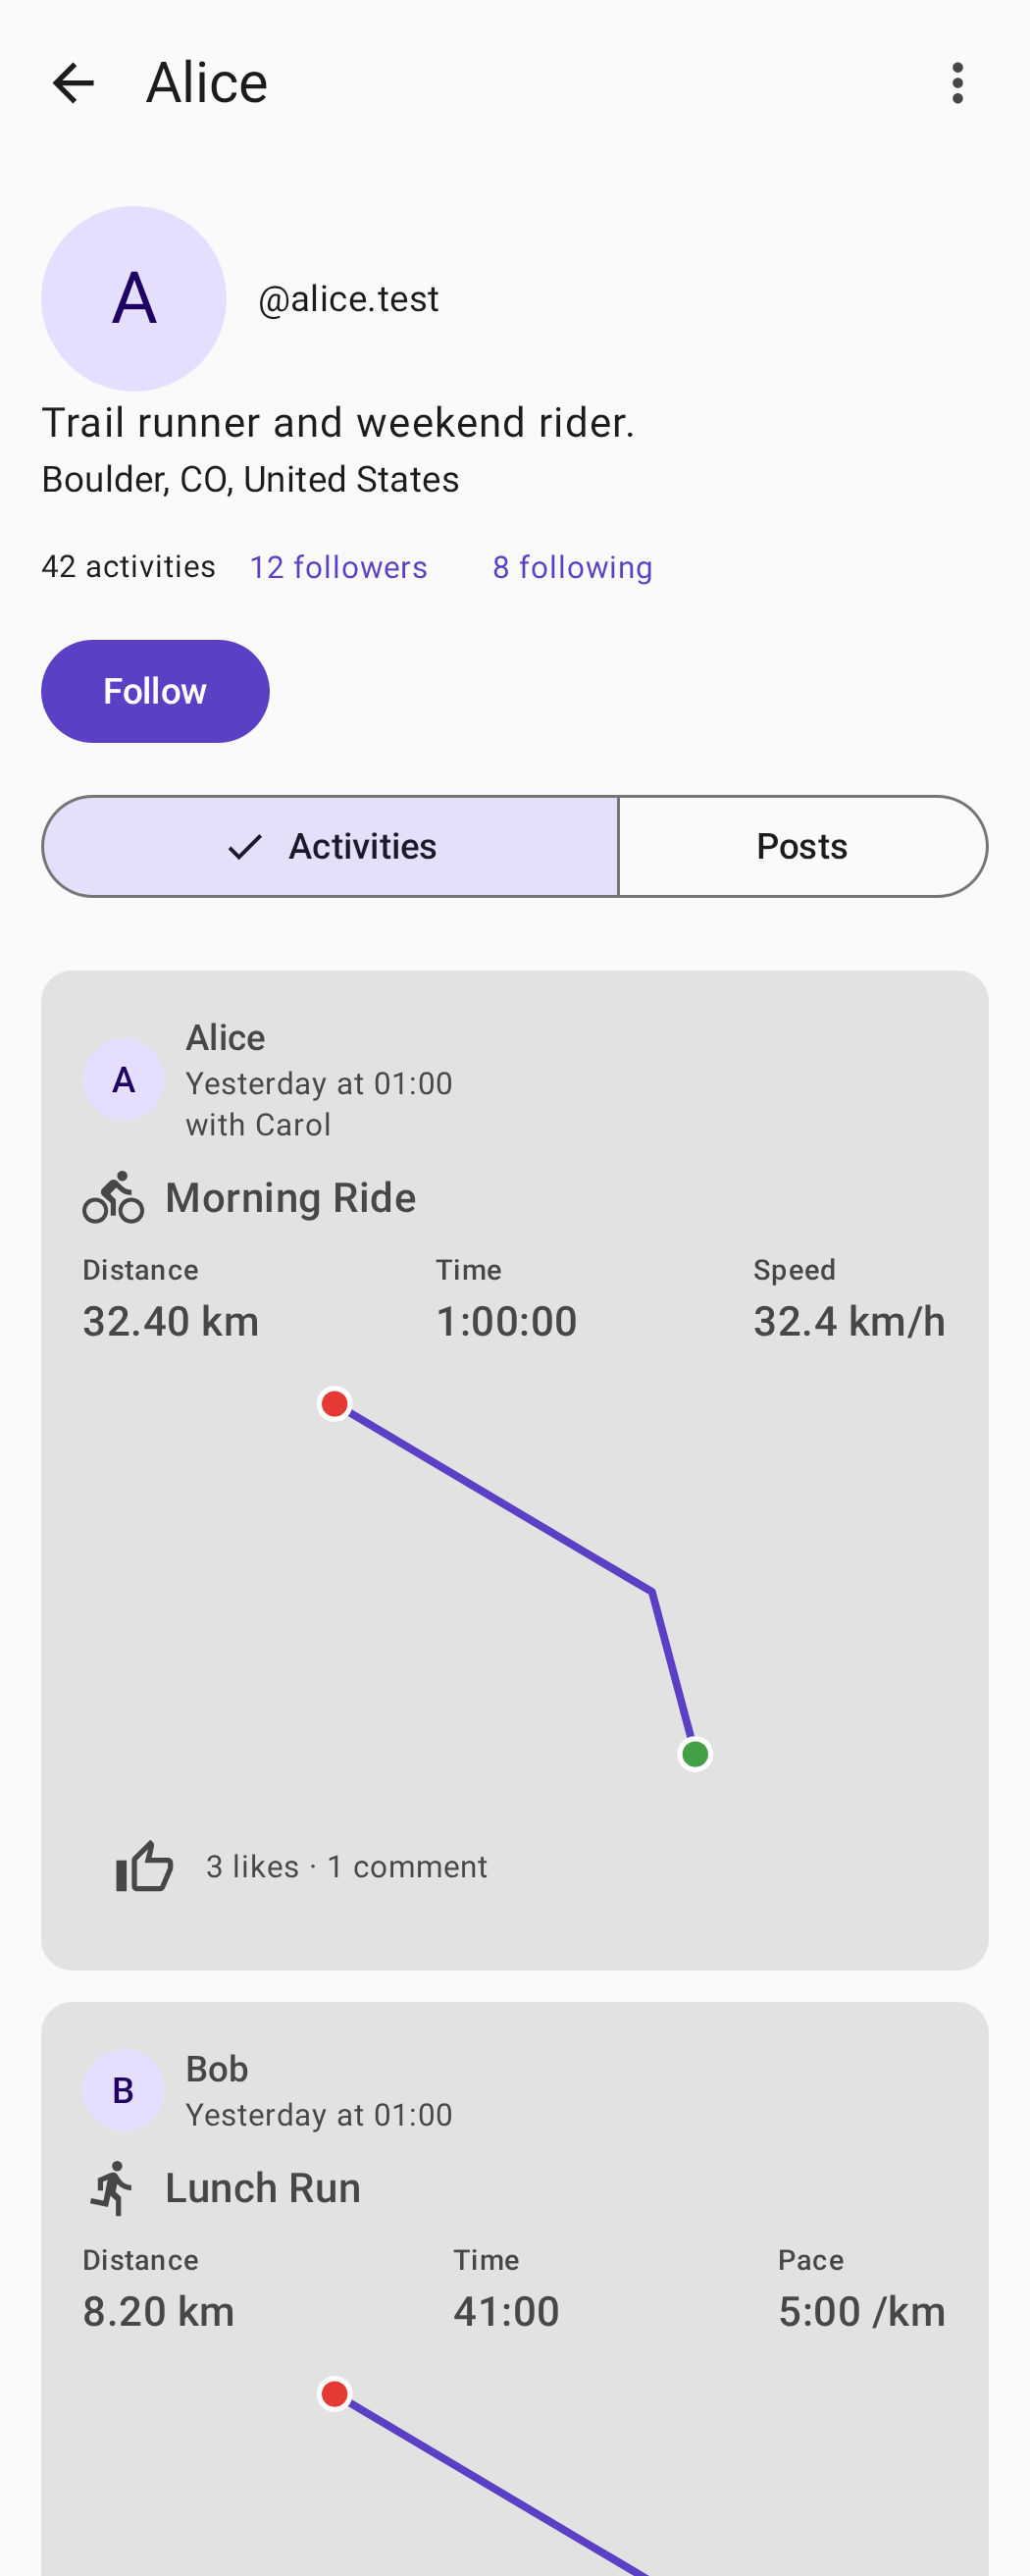 Alice
A
@alice.test
Trail runner and weekend rider.
Boulder, CO, United States
42 activities 12 followers 8 following
Follow
Activities Posts
Alice
A
Yesterday at 01:00
with Carol
Morning Ride
Distance Time Speed
32.40 km 1:00:00 32.4 km/h
3 likes · 1 comment
Bob
B
Yesterday at 01:00
Lunch Run
Distance Time Pace
8.20 km 41:00 5:00 /km